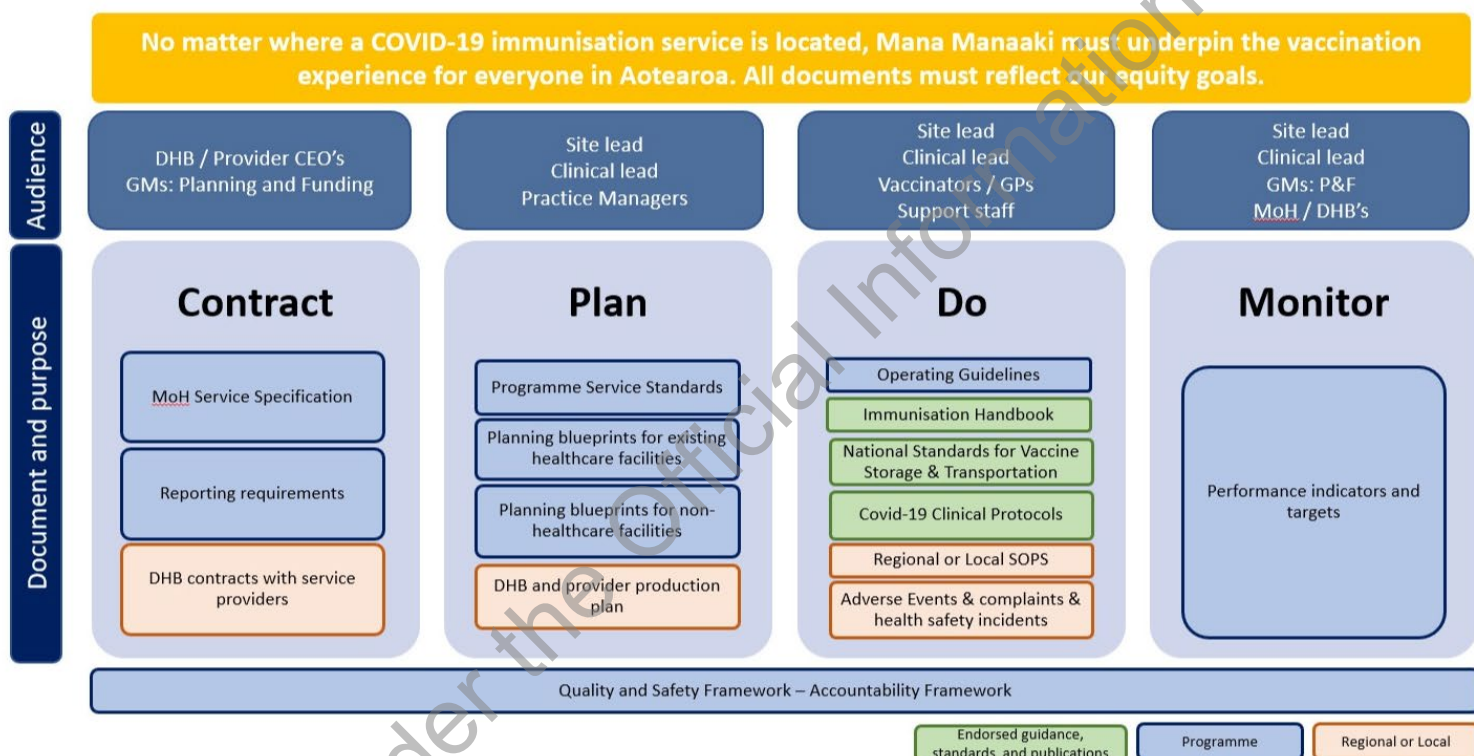 No matter where a COVID-19 immunisation service is located, Mana Manaaki must underpin the vaccination
experience for everyone in Aotearoa. All documents must reflect our equity goals.
Audience
DHB / Provider CEO’s
GMs: Planning and Funding
Site lead
Clinical lead
Practice Managers
Site lead
Clinical lead
Vaccinators / GPs
Support staff
Site lead
Clinical lead
GMs: P&F
MoH / DHB’s
Document and purpose
Contract
MoH Service Specification
Reporting requirements
DHB contracts with service
providers
Plan
Programme Service Standards
Planning blueprints for existing
healthcare facilities
Planning blueprints for non-
healthcare facilities
DHB and provider production
plan
Do
Operating Guidelines
Immunisation Handbook
National Standards for Vaccine
Storage & Transportation
Covid-19 Clinical Protocols
Regional or Local SOPS
Adverse Events & complaints &
health safety incidents
Monitor
Performance indicators and
targets
Quality and Safety Framework – Accountability Framework
Endorsed guidance,
standards, and publications
Programme
Regional or Local
der the Official Information